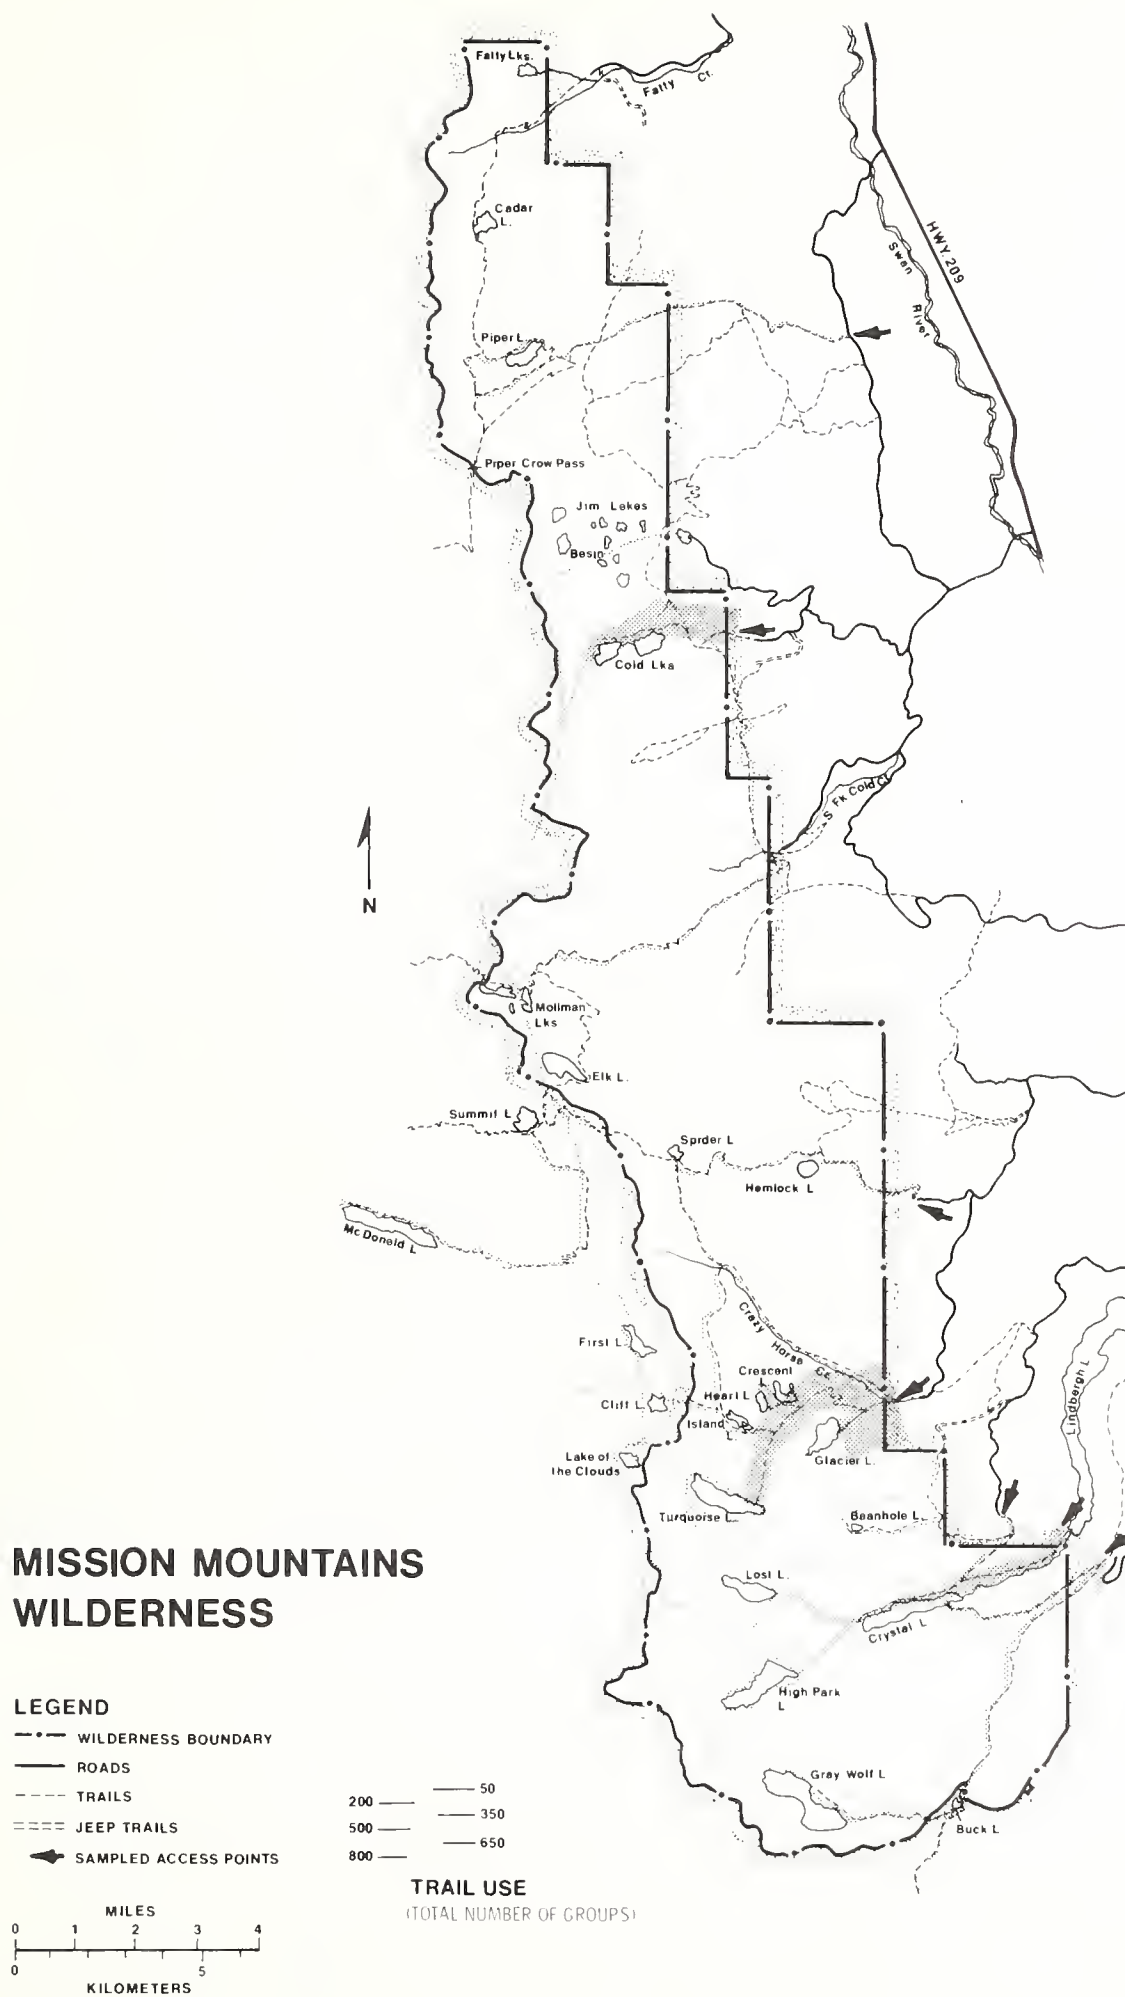 Fatty Lks.
Fatty Cr.
Cadar
L.
HWY. 209
Swan
River
Piper L
Piper Crow Pass
Jim Lakes
Basin
Cold Lks
S Fk Cold Cr
N
Mollman
Lks
Elk L.
Summit L
Spider L
Hemlock L
Mc Donald L
Crazy Horse Cr
First L
Crescent
L
Heart L
Cliff L
Island
L
Lindbergh L
Lake of
the Clouds
Glacier L.
Turquoise L.
Beanhole L.
MISSION MOUNTAINS
WILDERNESS
Lost L.
Crystal L
High Park
L
LEGEND
WILDERNESS BOUNDARY
ROADS
TRAILS
JEEP TRAILS
SAMPLED ACCESS POINTS
Gray Wolf L
Buck L
50
200
350
500
650
800
TRAIL USE
(TOTAL NUMBER OF GROUPS)
MILES
0 1 2 3 4
0 5
KILOMETERS